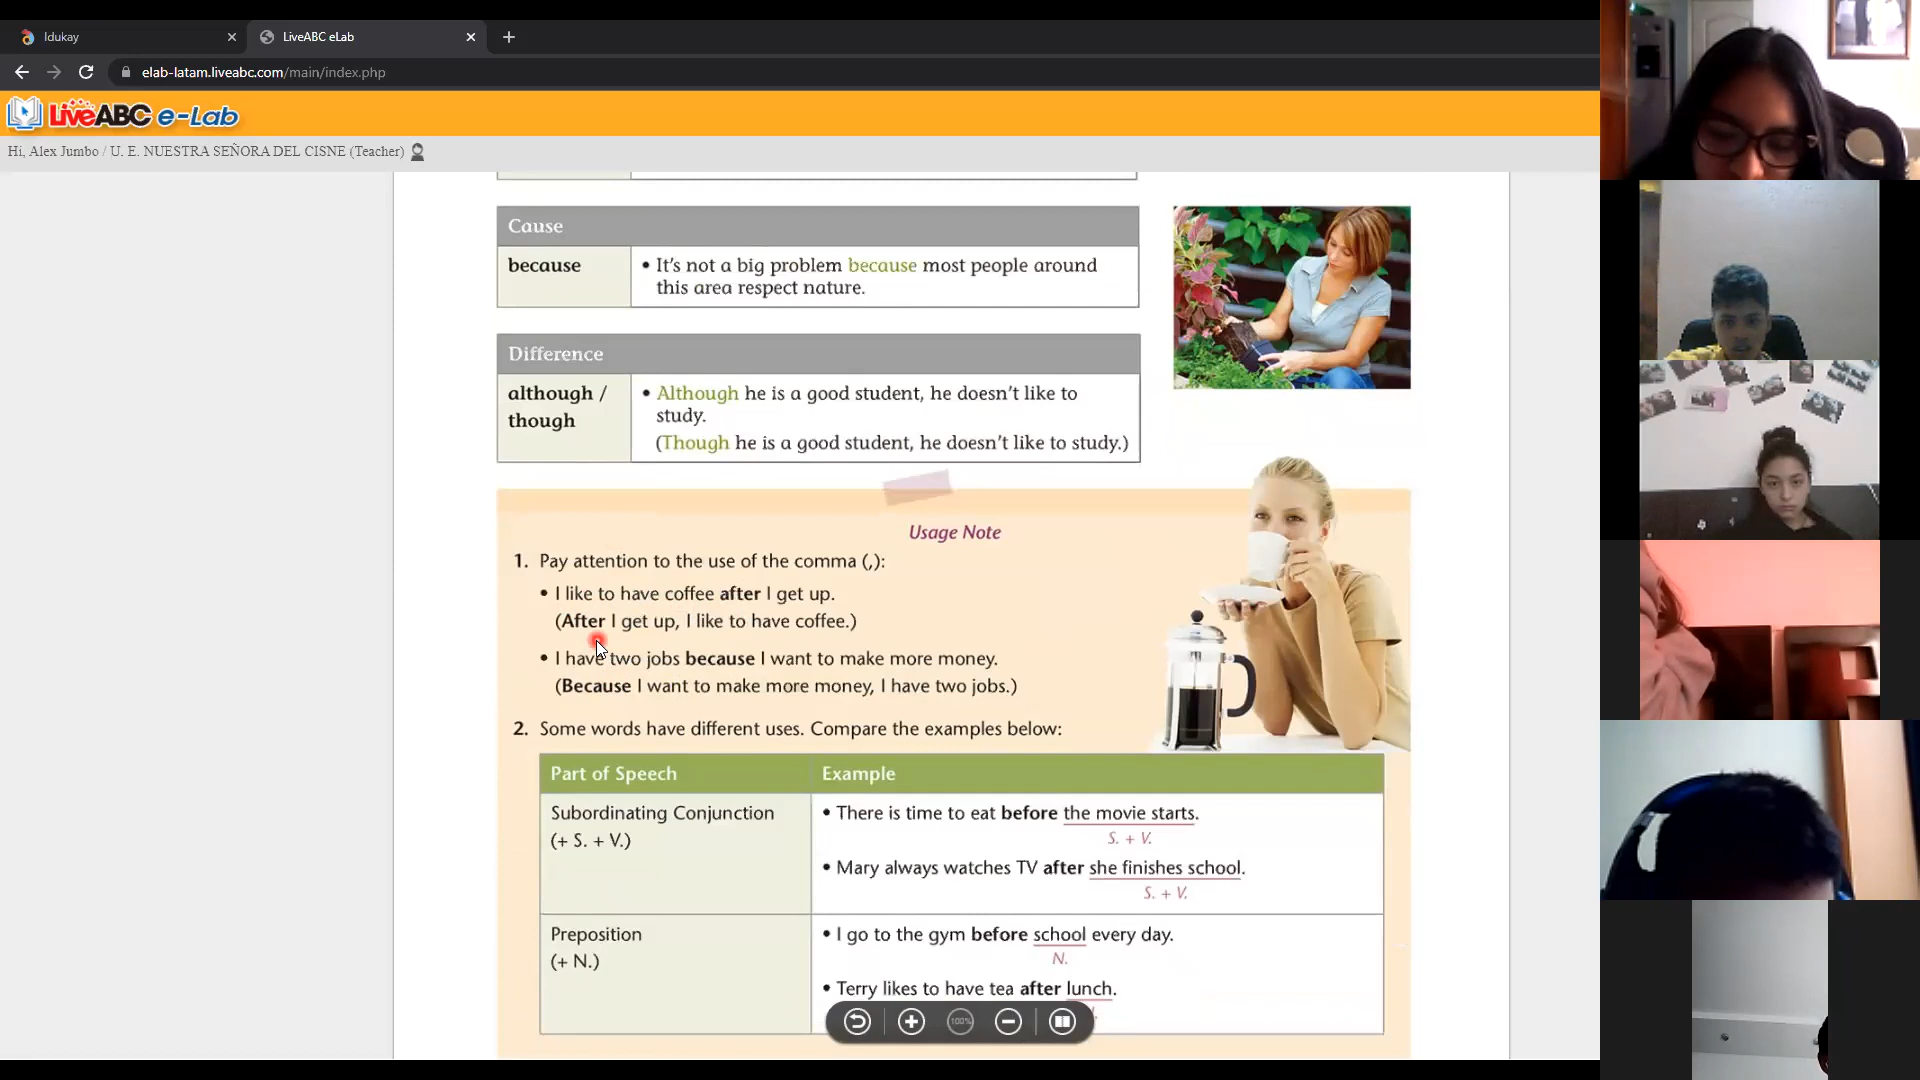 Idukay
LiveABC eLab
elab-latam.liveabc.com/main/index.php
LiveABC e-Lab
Hi, Alex Jumbo / U. E. NUESTRA SEÑORA DEL CISNE (Teacher)
Cause
because
• It's not a big problem because most people around
this area respect nature.
Difference
although /
though
• Although he is a good student, he doesn't like to
study.
(Though he is a good student, he doesn't like to study.)
Usage Note
1. Pay attention to the use of the comma (,):
• I like to have coffee after I get up.
(After I get up, I like to have coffee.)
• I have two jobs because I want to make more money.
(Because I want to make more money, I have two jobs.)
2. Some words have different uses. Compare the examples below:
Part of Speech
Example
Subordinating Conjunction
(+ S. + V.)
• There is time to eat before the movie starts.
S. + V.
• Mary always watches TV after she finishes school.
S. + V.
Preposition
(+ N.)
• I go to the gym before school every day.
N.
• Terry likes to have tea after lunch.
100%